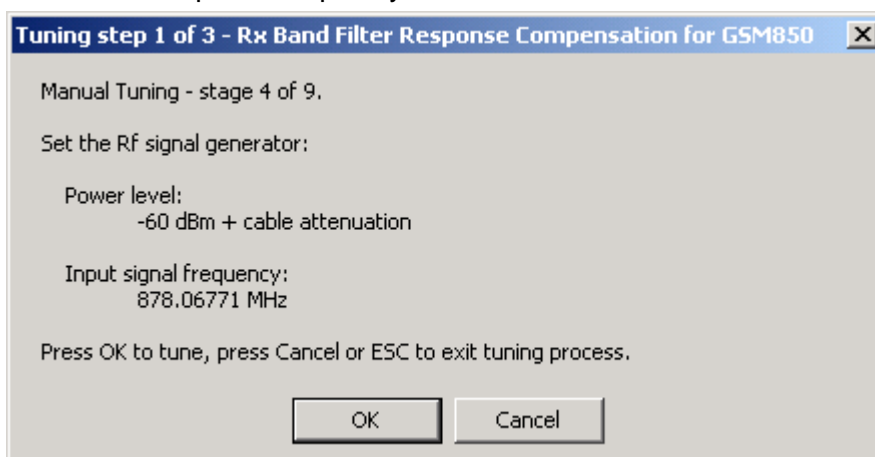 Tuning step 1 of 3 - Rx Band Filter Response Compensation for GSM850
Manual Tuning - stage 4 of 9.
Set the Rf signal generator:
Power level:
-60 dBm + cable attenuation
Input signal frequency:
878.06771 MHz
Press OK to tune, press Cancel or ESC to exit tuning process.
OK Cancel